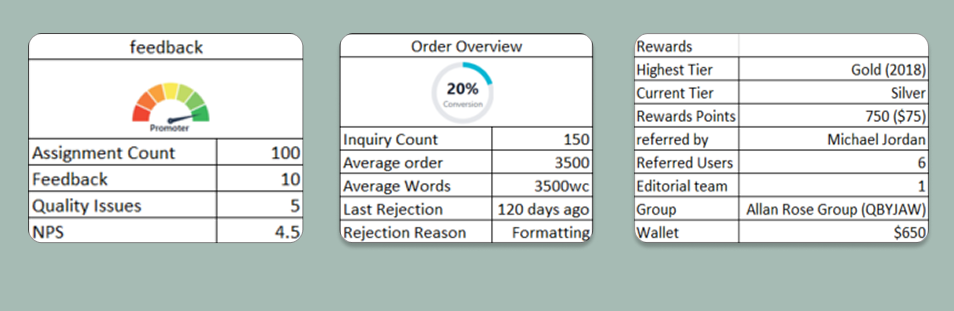 feedback
Promoter
Assignment Count 100
Feedback 10
Quality Issues 5
NPS 4.5
Order Overview
20%
Conversion
Inquiry Count 150
Average order 3500
Average Words 3500wc
Last Rejection 120 days ago
Rejection Reason Formatting
Rewards
Highest Tier Gold (2018)
Current Tier Silver
Rewards Points 750 ($75)
referred by Michael Jordan
Referred Users 6
Editorial team 1
Group Allan Rose Group (QBYJAW)
Wallet $650